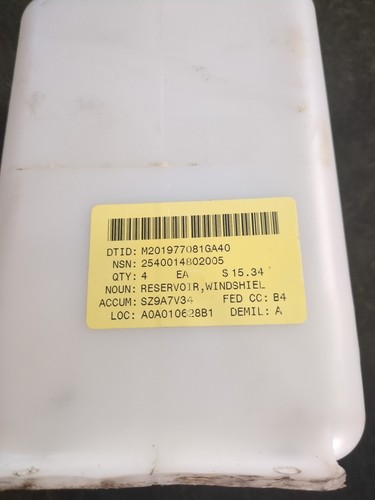 DTID: M201977081GA40
NSN: 2540014802005
QTY: 4 EA $ 15.34
NOUN: RESERVOIR,WINDSHIEL
ACCUM: SZ9A7V34 FED CC: B4
LOC: A0A010628B1 DEMIL: A